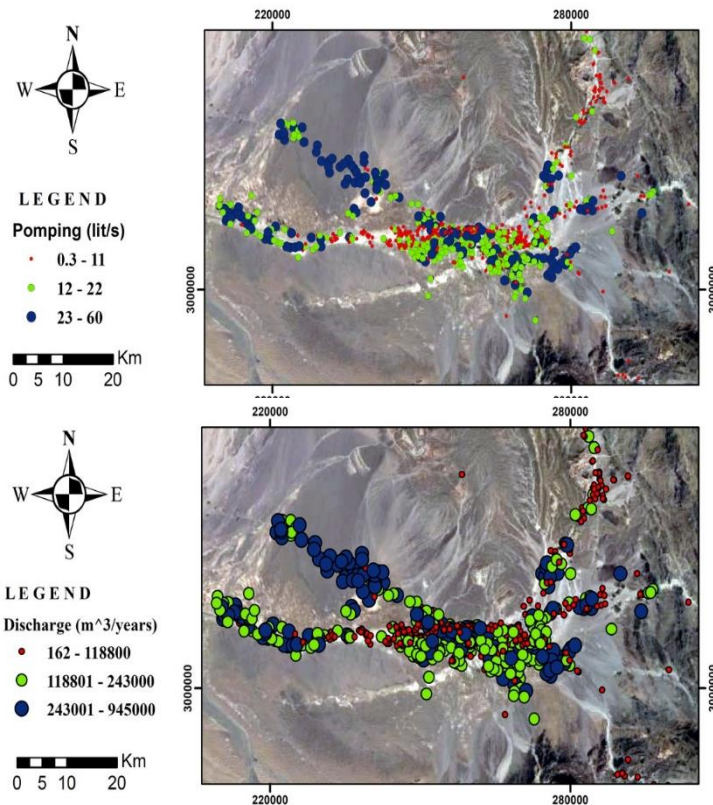 220000 280000
N
W E
S
LEGEND
Pomping (lit/s)
0.3 - 11
12 - 22
23 - 60
Km
0 5 10 20
3000000
220000 280000
N
W E
S
LEGEND
Discharge (m^3/years)
162 - 118800
118801 - 243000
243001 - 945000
Km
0 5 10 20
3000000
220000 280000